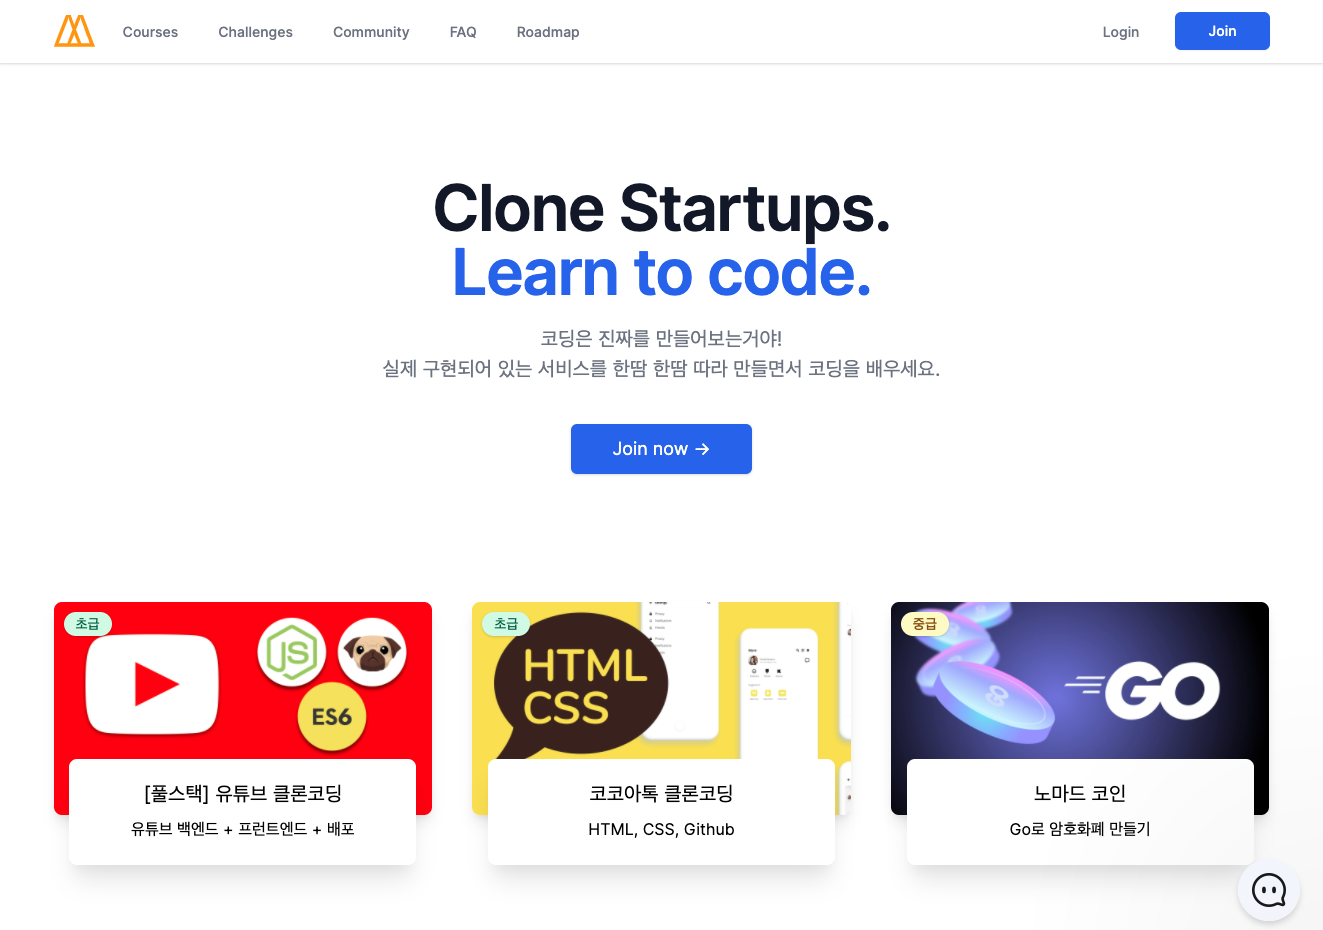 Courses
Challenges
Community
FAQ
Roadmap
Login
Join
Clone Startups.
Learn to code.
코딩은 진짜를 만들어보는거야!
실제 구현되어 있는 서비스를 한땀 한땀 따라 만들면서 코딩을 배우세요.
Join now →
초급
JS
ES6
[풀스택] 유튜브 클론코딩
유튜브 백엔드 + 프런트엔드 + 배포
초급
HTML
CSS
코코아톡 클론코딩
HTML, CSS, Github
중급
GO
노마드 코인
Go로 암호화폐 만들기